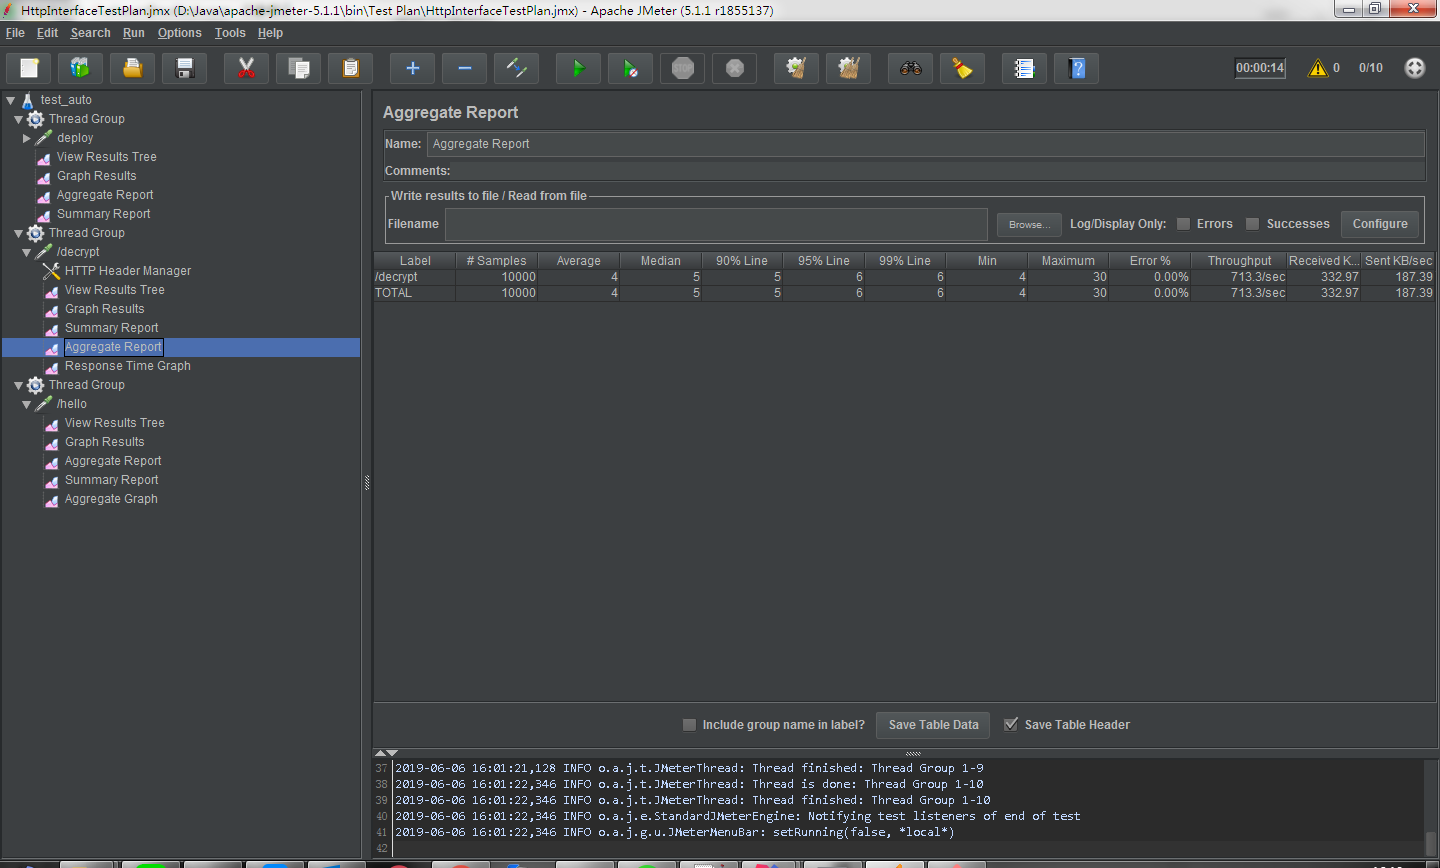 HttpInterfaceTestPlan.jmx (D:\Java\apache-jmeter-5.1.1\bin\Test Plan\HttpInterfaceTestPlan.jmx) - Apache JMeter (5.1.1 r1855137)
File Edit Search Run Options Tools Help
STOP 00:00:14 0 0/10
test_auto
Thread Group
deploy
View Results Tree
Graph Results
Aggregate Report
Summary Report
Thread Group
/decrypt
HTTP Header Manager
View Results Tree
Graph Results
Summary Report
Aggregate Report
Response Time Graph
Thread Group
/hello
View Results Tree
Graph Results
Aggregate Report
Summary Report
Aggregate Graph
Aggregate Report
Name: Aggregate Report
Comments:
Write results to file / Read from file
Filename Browse... Log/Display Only: Errors Successes Configure
Label # Samples Average Median 90% Line 95% Line 99% Line Min Maximum Error % Throughput Received K... Sent KB/sec
/decrypt 10000 4 5 5 6 6 4 30 0.00% 713.3/sec 332.97 187.39
TOTAL 10000 4 5 5 6 6 4 30 0.00% 713.3/sec 332.97 187.39
Include group name in label? Save Table Data Save Table Header
37 2019-06-06 16:01:21,128 INFO o.a.j.t.JMeterThread: Thread finished: Thread Group 1-9
38 2019-06-06 16:01:22,346 INFO o.a.j.t.JMeterThread: Thread is done: Thread Group 1-10
39 2019-06-06 16:01:22,346 INFO o.a.j.t.JMeterThread: Thread finished: Thread Group 1-10
40 2019-06-06 16:01:22,346 INFO o.a.j.e.StandardJMeterEngine: Notifying test listeners of end of test
41 2019-06-06 16:01:22,346 INFO o.a.j.g.u.JMeterMenuBar: setRunning(false, *local*)
42